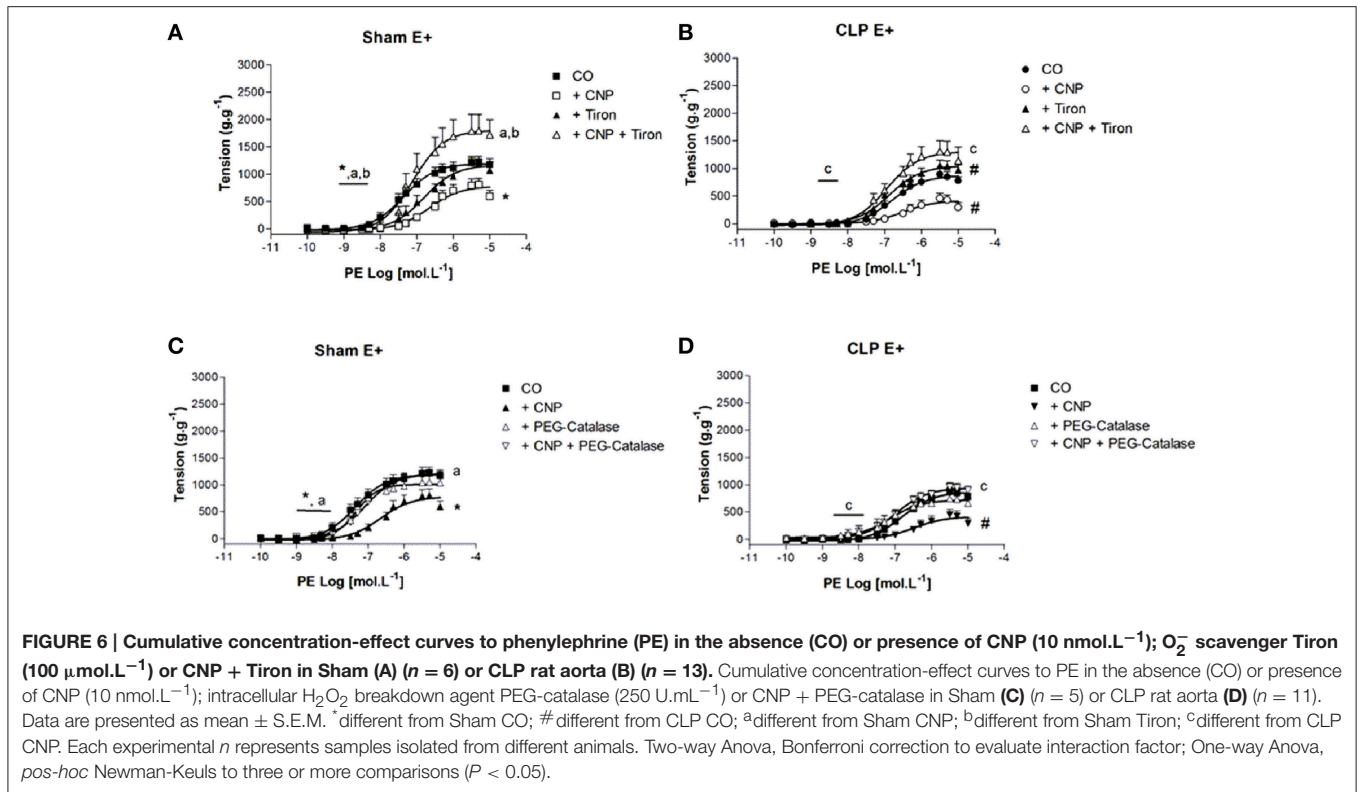 A
Sham E+
3000
2500
2000
1500
1000
500
0
Tension (g.g⁻¹)
-11 -10 -9 -8 -7 -6 -5 -4
PE Log [mol.L⁻¹]
*,a,b
a,b
*
CO
+ CNP
+ Tiron
+ CNP + Tiron
B
CLP E+
3000
2500
2000
1500
1000
500
0
Tension (g.g⁻¹)
-11 -10 -9 -8 -7 -6 -5 -4
PE Log [mol.L⁻¹]
c
c
#
#
CO
+ CNP
+ Tiron
+ CNP + Tiron
C
Sham E+
3000
2500
2000
1500
1000
500
0
Tension (g.g⁻¹)
-11 -10 -9 -8 -7 -6 -5 -4
PE Log [mol.L⁻¹]
*, a
a
*
CO
+ CNP
+ PEG-Catalase
+ CNP + PEG-Catalase
D
CLP E+
3000
2500
2000
1500
1000
500
0
Tension (g.g⁻¹)
-11 -10 -9 -8 -7 -6 -5 -4
PE Log [mol.L⁻¹]
c
c
#
CO
+ CNP
+ PEG-Catalase
+ CNP + PEG-Catalase
FIGURE 6 | Cumulative concentration-effect curves to phenylephrine (PE) in the absence (CO) or presence of CNP (10 nmol.L−1); O₂⁻ scavenger Tiron
(100 μmol.L−1) or CNP + Tiron in Sham (A) (n = 6) or CLP rat aorta (B) (n = 13). Cumulative concentration-effect curves to PE in the absence (CO) or presence
of CNP (10 nmol.L−1); intracellular H₂O₂ breakdown agent PEG-catalase (250 U.mL−1) or CNP + PEG-catalase in Sham (C) (n = 5) or CLP rat aorta (D) (n = 11).
Data are presented as mean ± S.E.M. *different from Sham CO; #different from CLP CO; ᵃdifferent from Sham CNP; ᵇdifferent from Sham Tiron; ᶜdifferent from CLP
CNP. Each experimental n represents samples isolated from different animals. Two-way Anova, Bonferroni correction to evaluate interaction factor; One-way Anova,
pos-hoc Newman-Keuls to three or more comparisons (P < 0.05).